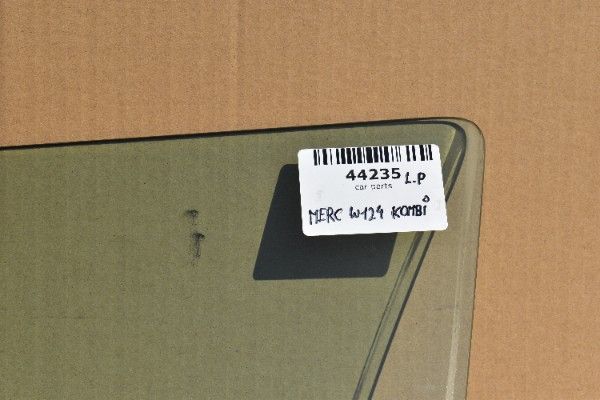 44235 L.P
car parts
MERC W124 KOMBI